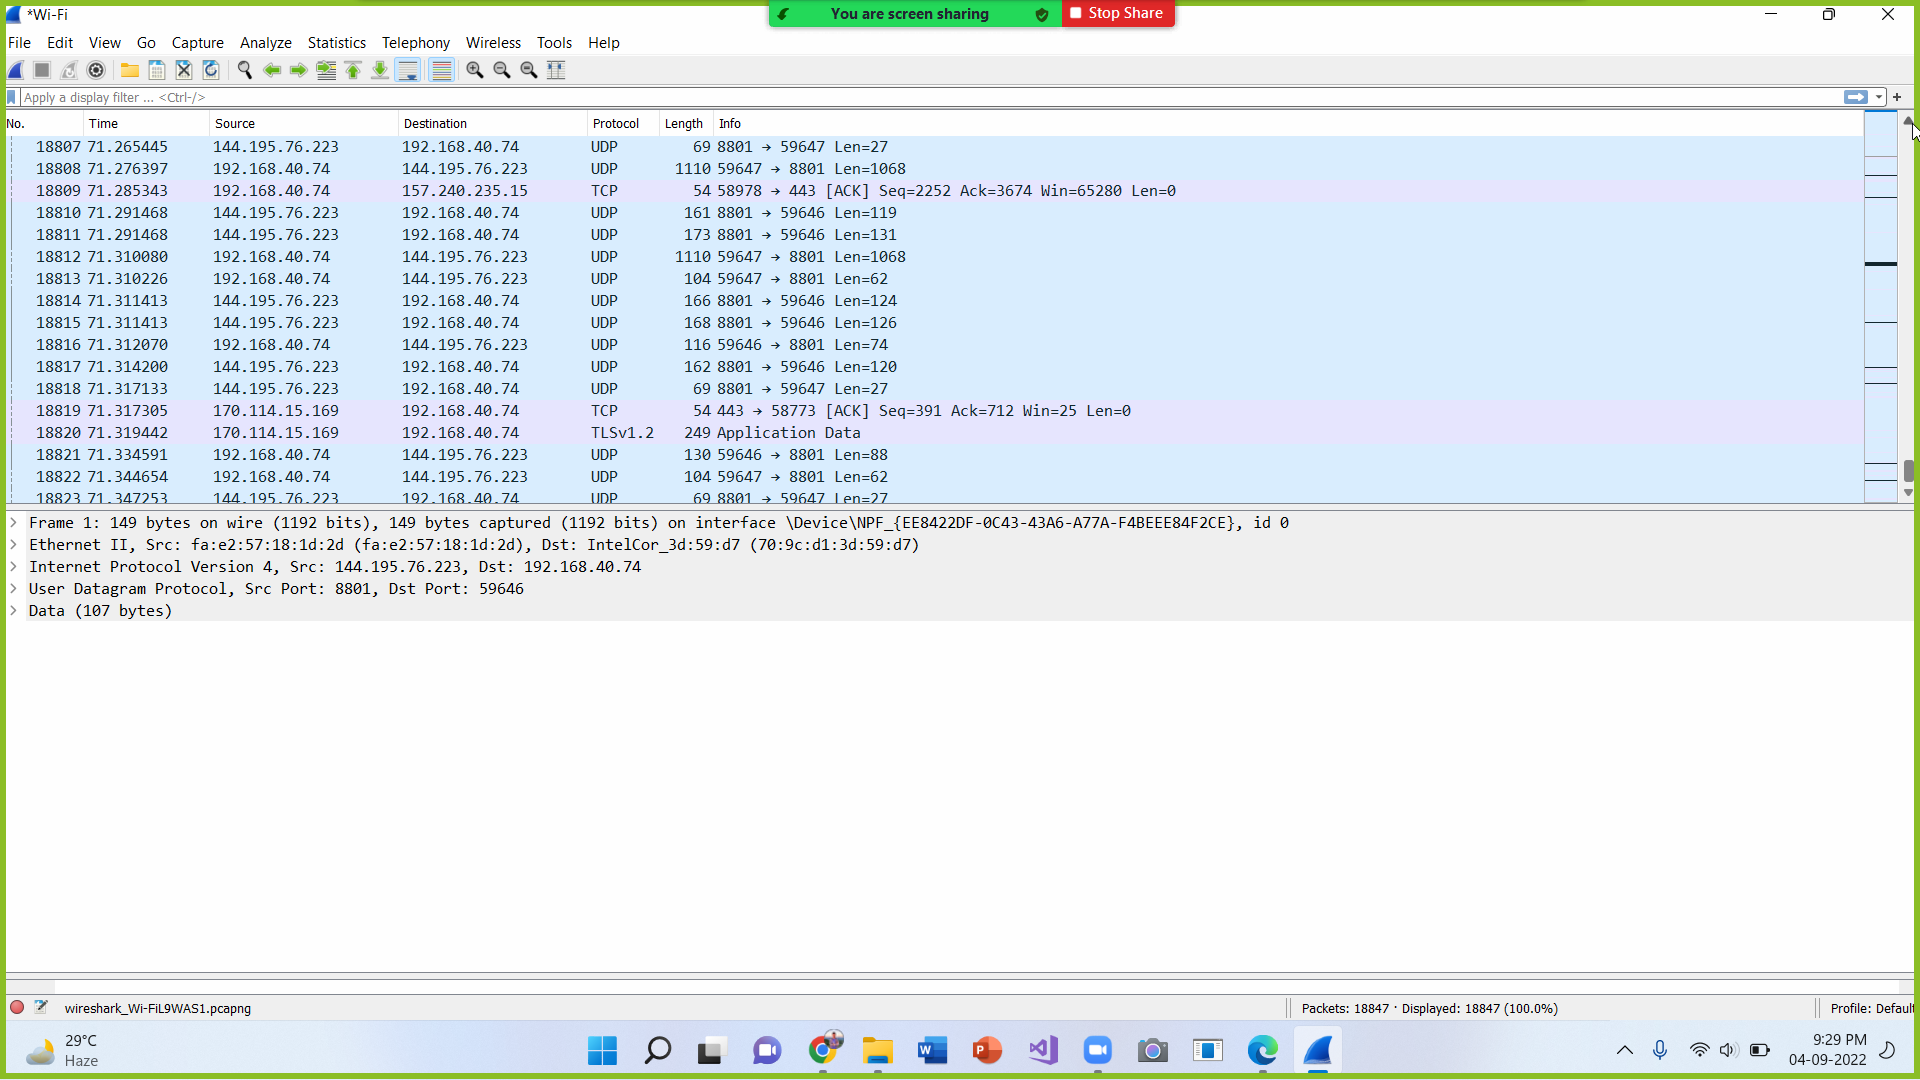 *Wi-Fi
You are screen sharing
Stop Share
File Edit View Go Capture Analyze Statistics Telephony Wireless Tools Help
Apply a display filter ... <Ctrl-/>
No. Time Source Destination Protocol Length Info
18807 71.265445 144.195.76.223 192.168.40.74 UDP 69 8801 → 59647 Len=27
18808 71.276397 192.168.40.74 144.195.76.223 UDP 1110 59647 → 8801 Len=1068
18809 71.285343 192.168.40.74 157.240.235.15 TCP 54 58978 → 443 [ACK] Seq=2252 Ack=3674 Win=65280 Len=0
18810 71.291468 144.195.76.223 192.168.40.74 UDP 161 8801 → 59646 Len=119
18811 71.291468 144.195.76.223 192.168.40.74 UDP 173 8801 → 59646 Len=131
18812 71.310080 192.168.40.74 144.195.76.223 UDP 1110 59647 → 8801 Len=1068
18813 71.310226 192.168.40.74 144.195.76.223 UDP 104 59647 → 8801 Len=62
18814 71.311413 144.195.76.223 192.168.40.74 UDP 166 8801 → 59646 Len=124
18815 71.311413 144.195.76.223 192.168.40.74 UDP 168 8801 → 59646 Len=126
18816 71.312070 192.168.40.74 144.195.76.223 UDP 116 59646 → 8801 Len=74
18817 71.314200 144.195.76.223 192.168.40.74 UDP 162 8801 → 59646 Len=120
18818 71.317133 144.195.76.223 192.168.40.74 UDP 69 8801 → 59647 Len=27
18819 71.317305 170.114.15.169 192.168.40.74 TCP 54 443 → 58773 [ACK] Seq=391 Ack=712 Win=25 Len=0
18820 71.319442 170.114.15.169 192.168.40.74 TLSv1.2 249 Application Data
18821 71.334591 192.168.40.74 144.195.76.223 UDP 130 59646 → 8801 Len=88
18822 71.344654 192.168.40.74 144.195.76.223 UDP 104 59647 → 8801 Len=62
18823 71.347253 144.195.76.223 192.168.40.74 UDP 69 8801 → 59647 Len=27
Frame 1: 149 bytes on wire (1192 bits), 149 bytes captured (1192 bits) on interface \Device\NPF_{EE8422DF-0C43-43A6-A77A-F4BEEE84F2CE}, id 0
Ethernet II, Src: fa:e2:57:18:1d:2d (fa:e2:57:18:1d:2d), Dst: IntelCor_3d:59:d7 (70:9c:d1:3d:59:d7)
Internet Protocol Version 4, Src: 144.195.76.223, Dst: 192.168.40.74
User Datagram Protocol, Src Port: 8801, Dst Port: 59646
Data (107 bytes)
wireshark_Wi-FiL9WAS1.pcapng
Packets: 18847 · Displayed: 18847 (100.0%)
Profile: Default
29°C
Haze
9:29 PM
04-09-2022